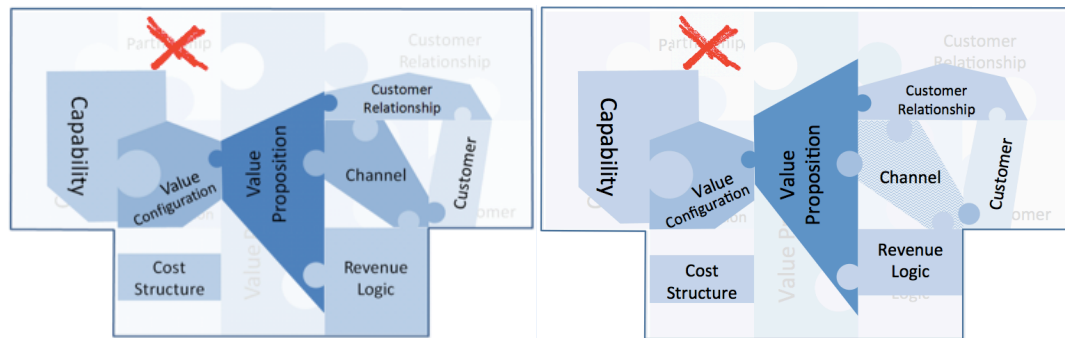 Partnership
Customer
Relationship
Capability
Customer
Relationship
Value
Configuration
Value
Proposition
Channel
Customer
Cost
Structure
Revenue
Logic
Partnership
Customer
Relationship
Capability
Customer
Relationship
Value
Configuration
Value
Proposition
Channel
Customer
Cost
Structure
Revenue
Logic